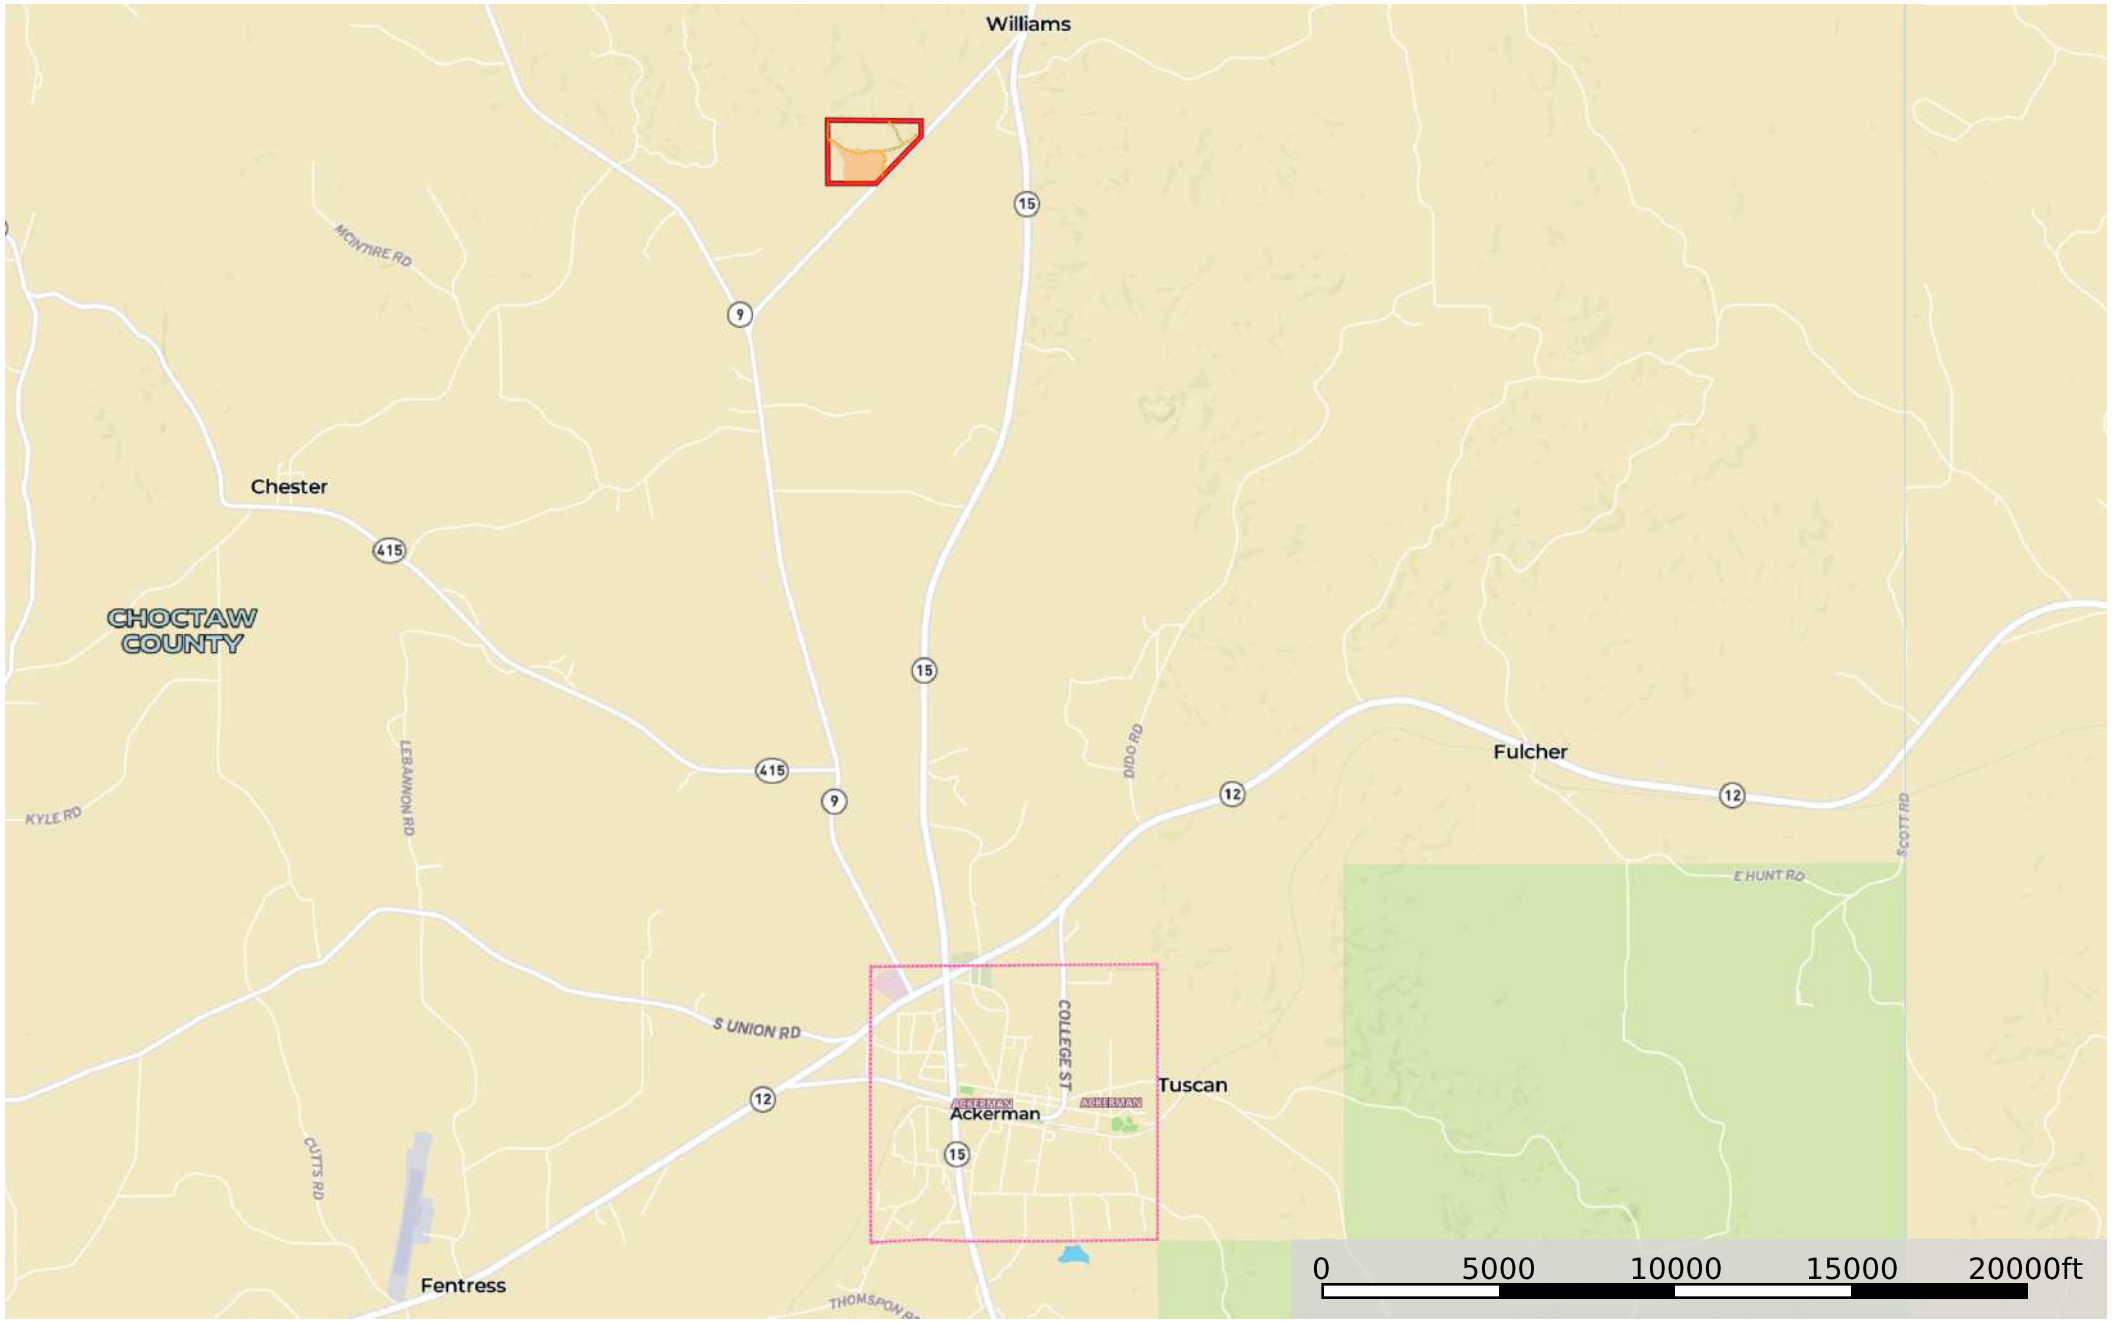 Williams
15
MCINTIRE RD
9
Chester
415
CHOCTAW
COUNTY
15
DIDO RD
LEBANNON RD
Fulcher
415
12
12
9
KYLE RD
SCOTT RD
E HUNT RD
S UNION RD
COLLEGE ST
Tuscan
12
ACKERMAN
ACKERMAN
Ackerman
15
CUTTS RD
Fentress
THOMSPON RD
0 5000 10000 15000 20000ft